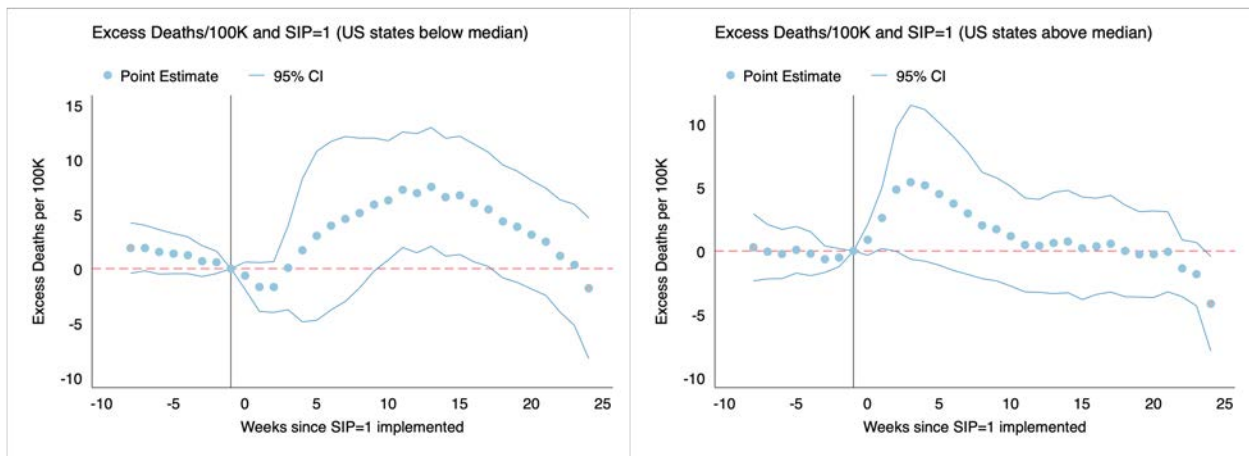 Excess Deaths/100K and SIP=1 (US states below median)
Point Estimate 95% CI
Excess Deaths per 100K
15
10
5
0
-5
-10
-10 -5 0 5 10 15 20 25
Weeks since SIP=1 implemented
Excess Deaths/100K and SIP=1 (US states above median)
Point Estimate 95% CI
Excess Deaths per 100K
10
5
0
-5
-10
-10 -5 0 5 10 15 20 25
Weeks since SIP=1 implemented